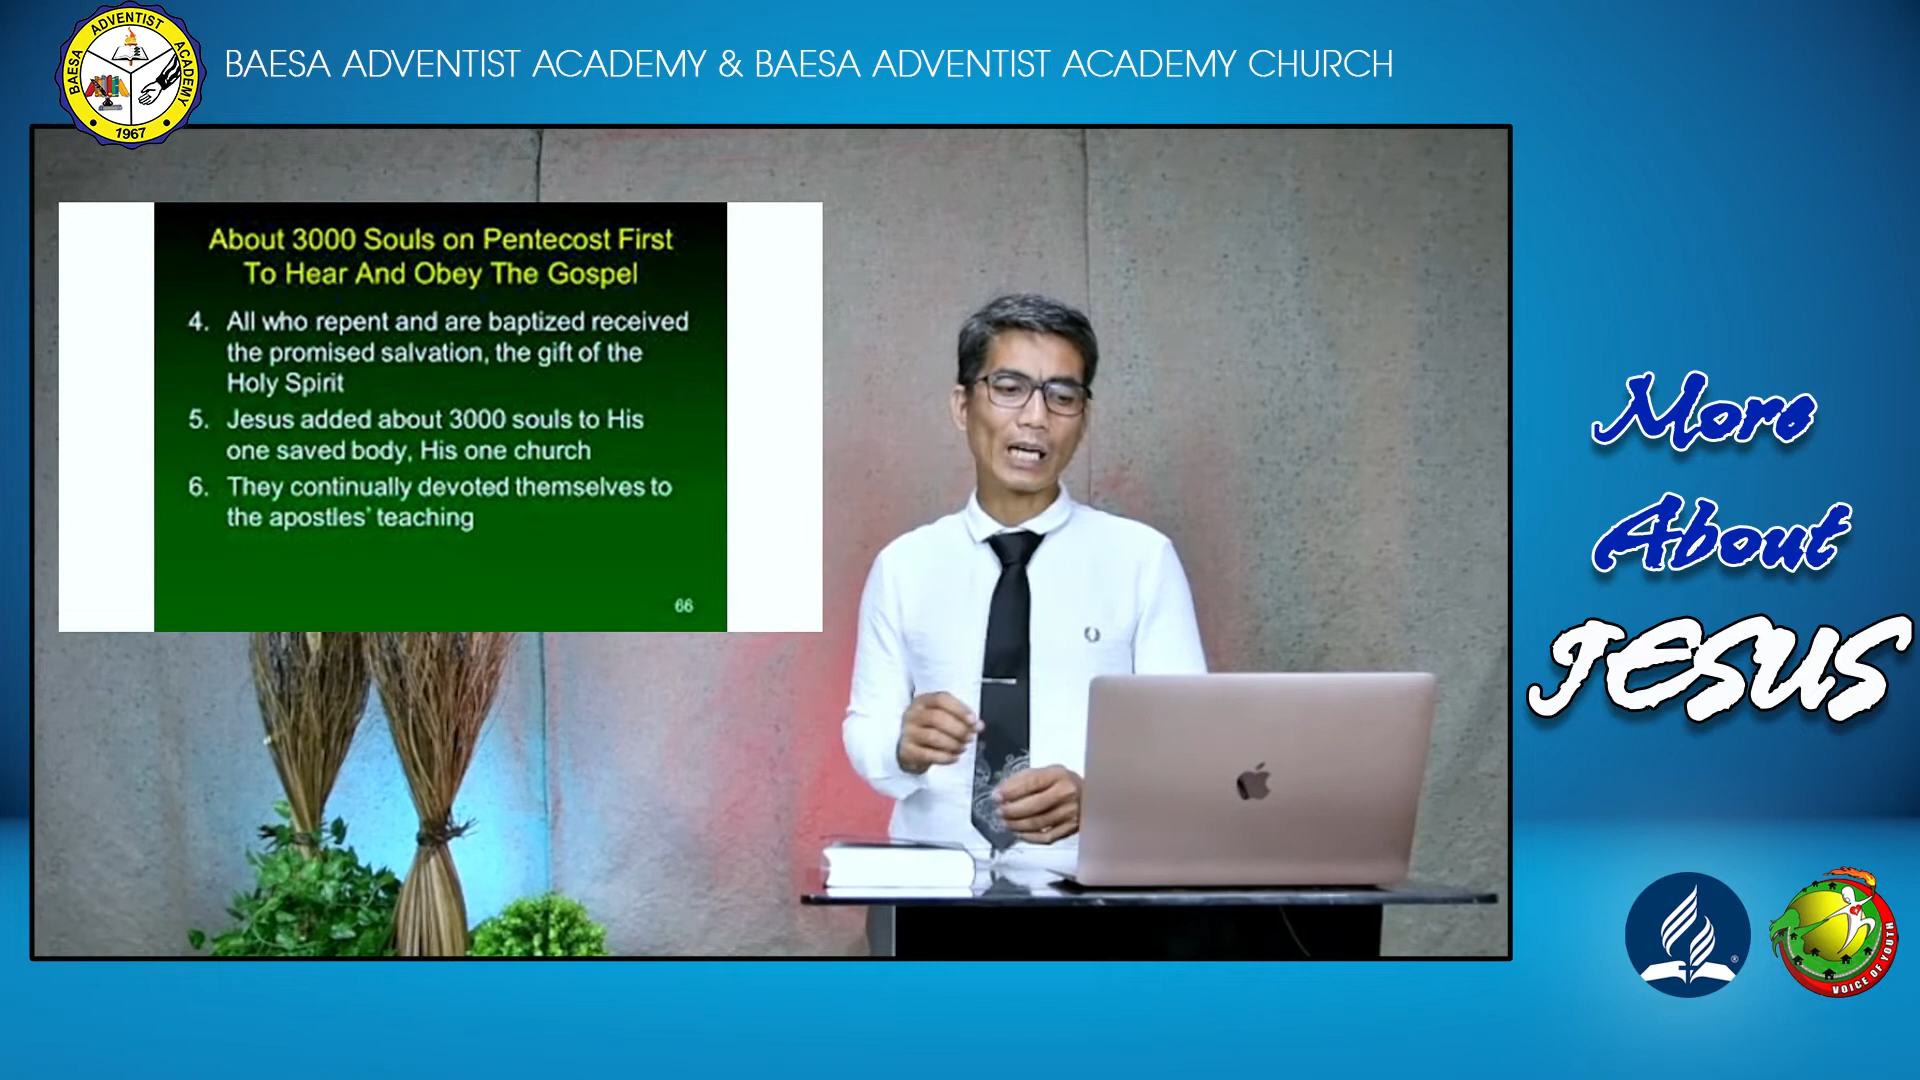 BAESA ADVENTIST ACADEMY
1967
BAESA ADVENTIST ACADEMY & BAESA ADVENTIST ACADEMY CHURCH
About 3000 Souls on Pentecost First
To Hear And Obey The Gospel
4. All who repent and are baptized received
the promised salvation, the gift of the
Holy Spirit
5. Jesus added about 3000 souls to His
one saved body, His one church
6. They continually devoted themselves to
the apostles' teaching
66
More
About
JESUS
®
VOICE OF YOUTH